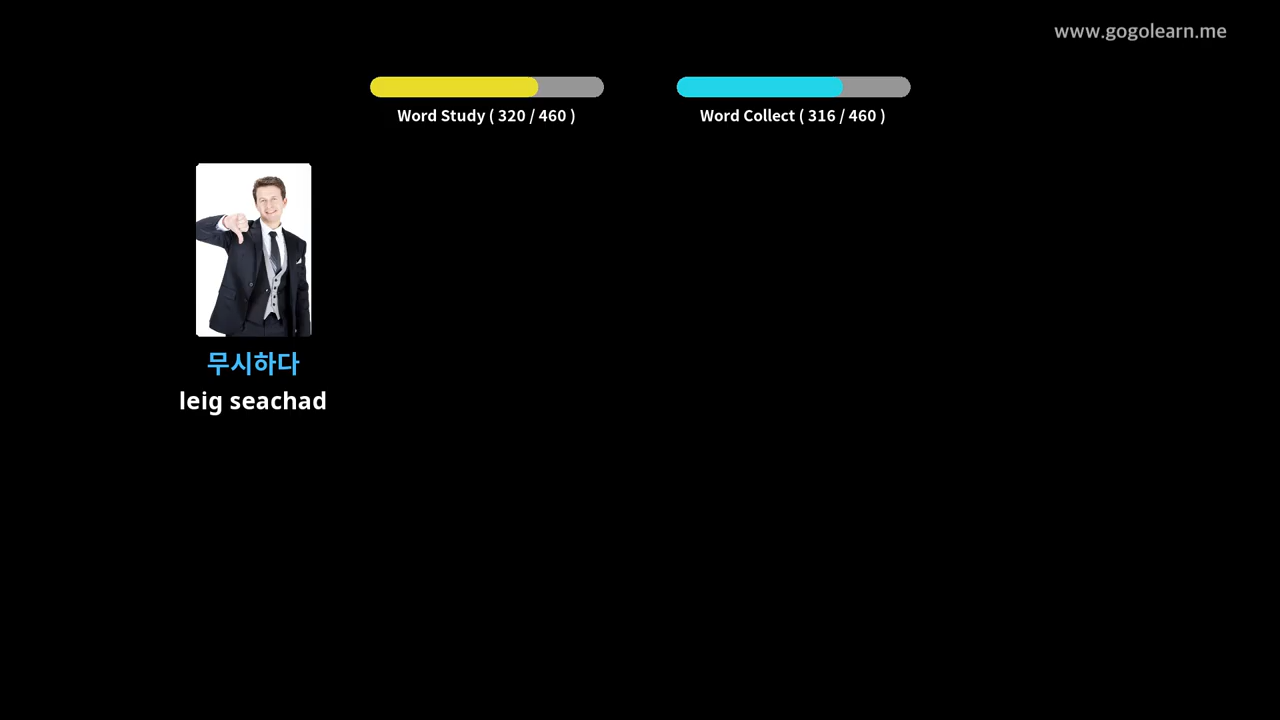 www.gogolearn.me
Word Study ( 320 / 460 )
Word Collect ( 316 / 460 )
무시하다
leig seachad